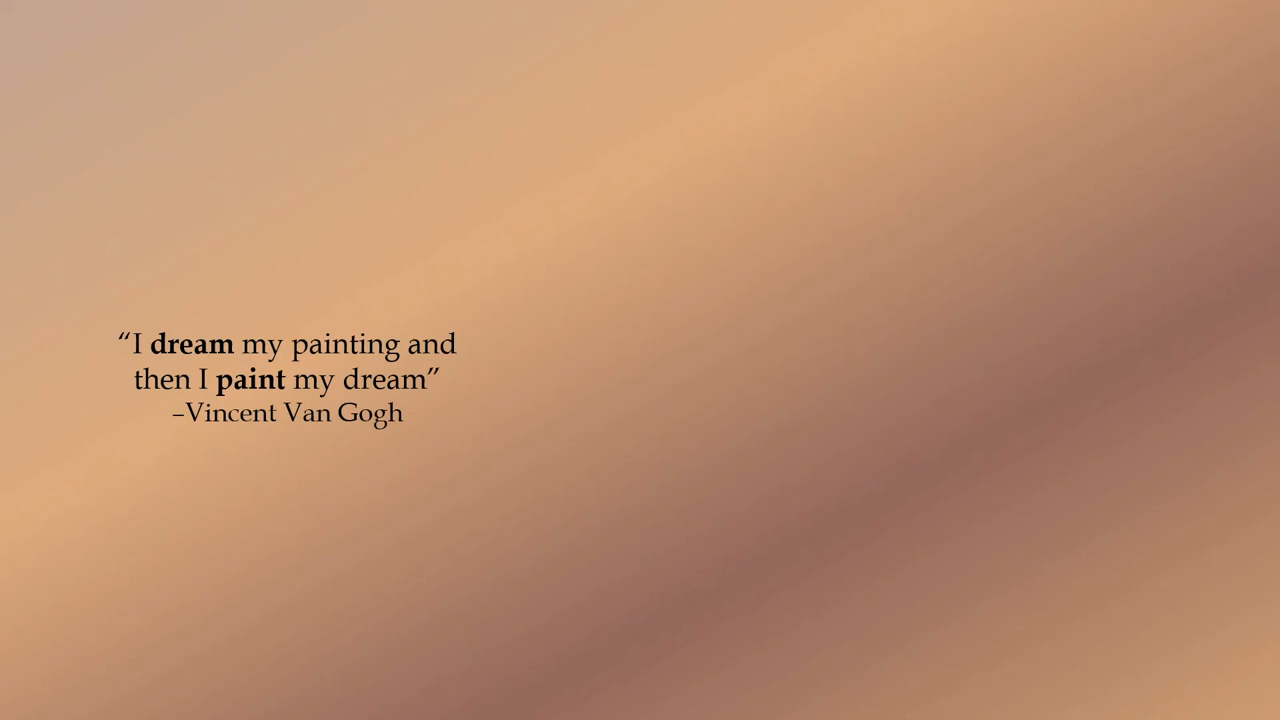 “I dream my painting and
then I paint my dream”
–Vincent Van Gogh